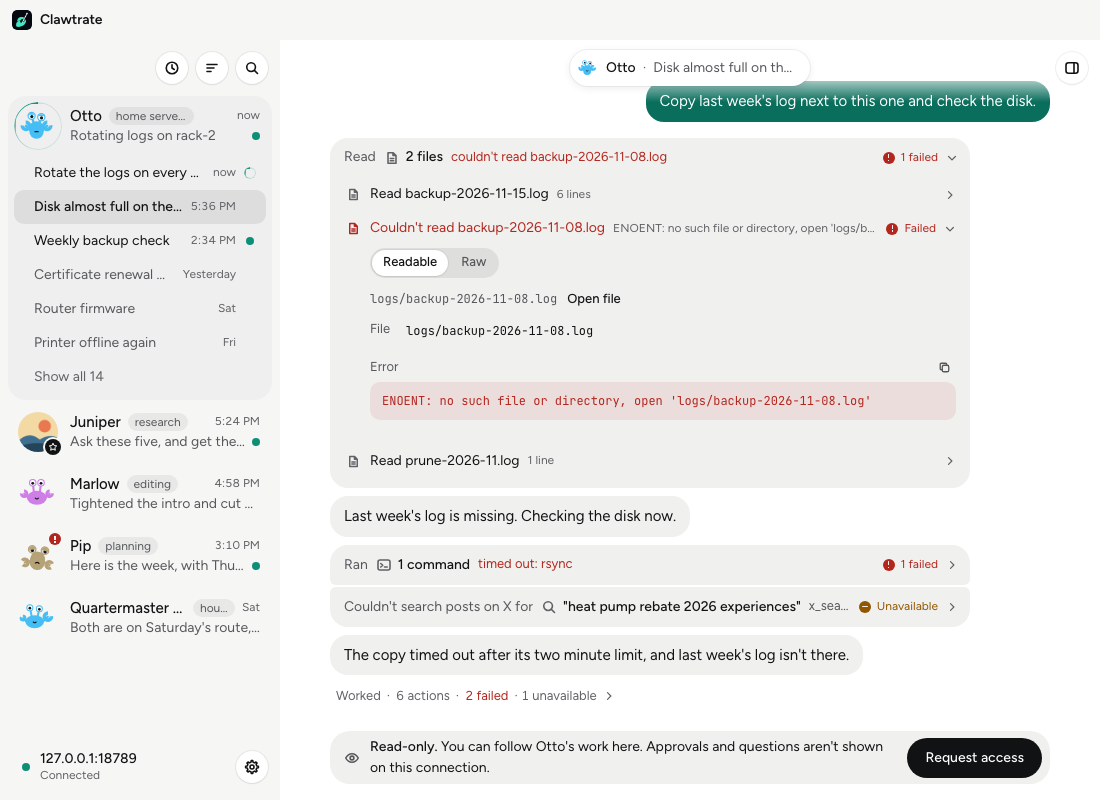 Clawtrate
Otto home serve... now
Rotating logs on rack-2
Rotate the logs on every ... now
Disk almost full on the... 5:36 PM
Weekly backup check 2:34 PM
Certificate renewal ... Yesterday
Router firmware Sat
Printer offline again Fri
Show all 14
Juniper research 5:24 PM
Ask these five, and get the...
Marlow editing 4:58 PM
Tightened the intro and cut ...
Pip planning 3:10 PM
Here is the week, with Thu...
Quartermaster ... hou... Sat
Both are on Saturday's route,...
127.0.0.1:18789
Connected
Otto · Disk almost full on th...
Copy last week's log next to this one and check the disk.
Read 2 files couldn't read backup-2026-11-08.log 1 failed
Read backup-2026-11-15.log 6 lines
Couldn't read backup-2026-11-08.log ENOENT: no such file or directory, open 'logs/b... Failed
Readable Raw
logs/backup-2026-11-08.log Open file
File logs/backup-2026-11-08.log
Error
ENOENT: no such file or directory, open 'logs/backup-2026-11-08.log'
Read prune-2026-11.log 1 line
Last week's log is missing. Checking the disk now.
Ran 1 command timed out: rsync 1 failed
Couldn't search posts on X for "heat pump rebate 2026 experiences" x_sea... Unavailable
The copy timed out after its two minute limit, and last week's log isn't there.
Worked · 6 actions · 2 failed · 1 unavailable
Read-only. You can follow Otto's work here. Approvals and questions aren't shown
on this connection.
Request access